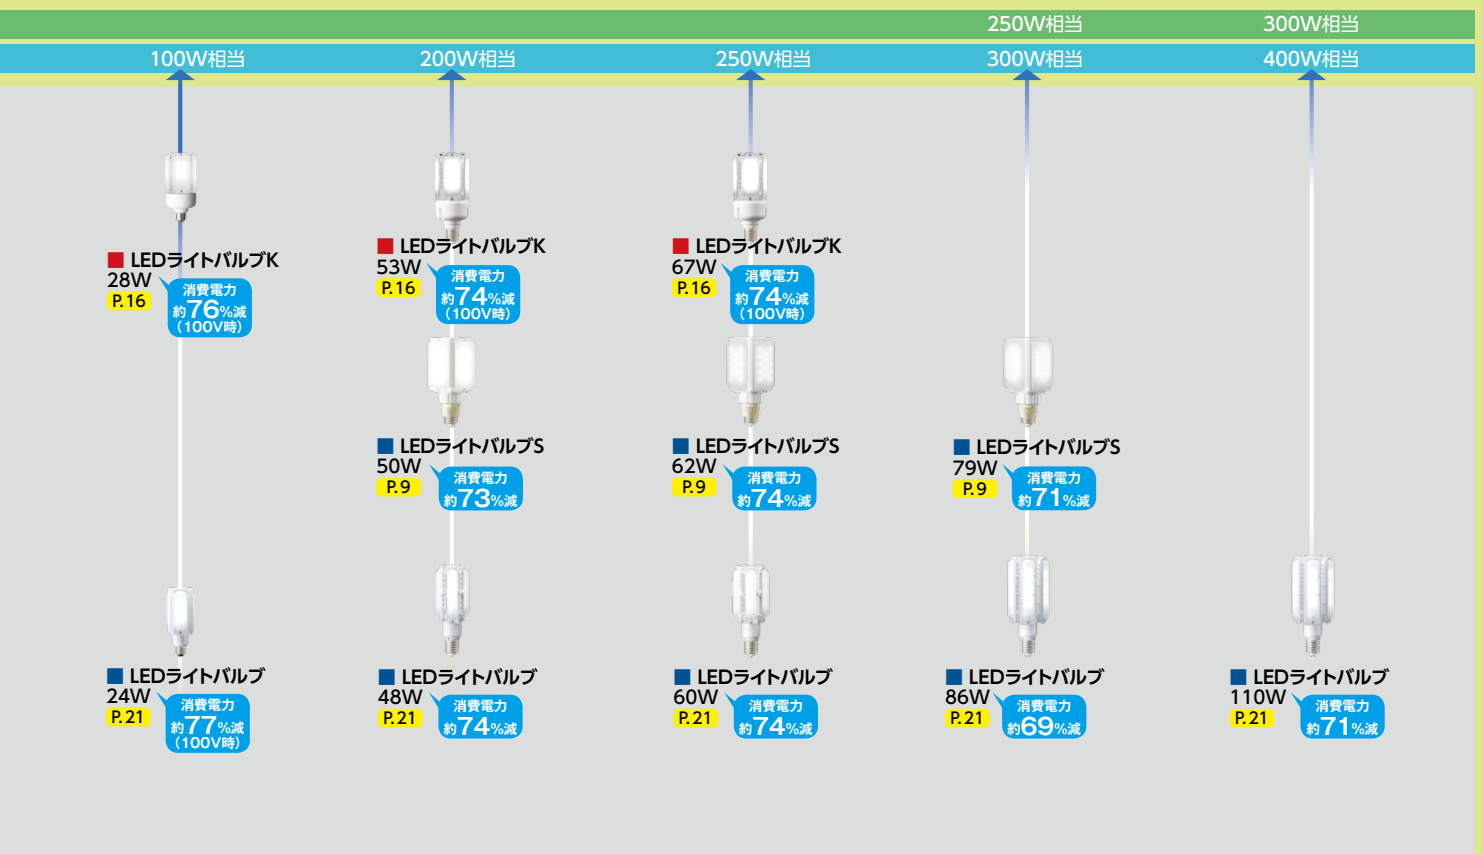 250W相当
300W相当
100W相当
200W相当
250W相当
300W相当
400W相当
■ LEDライトバルブK
28W
P.16
消費電力
約76%減
(100V時)
■ LEDライトバルブK
53W
P.16
消費電力
約74%減
(100V時)
■ LEDライトバルブK
67W
P.16
消費電力
約74%減
(100V時)
■ LEDライトバルブS
50W
P.9
消費電力
約73%減
■ LEDライトバルブS
62W
P.9
消費電力
約74%減
■ LEDライトバルブS
79W
P.9
消費電力
約71%減
■ LEDライトバルブ
24W
P.21
消費電力
約77%減
(100V時)
■ LEDライトバルブ
48W
P.21
消費電力
約74%減
■ LEDライトバルブ
60W
P.21
消費電力
約74%減
■ LEDライトバルブ
86W
P.21
消費電力
約69%減
■ LEDライトバルブ
110W
P.21
消費電力
約71%減